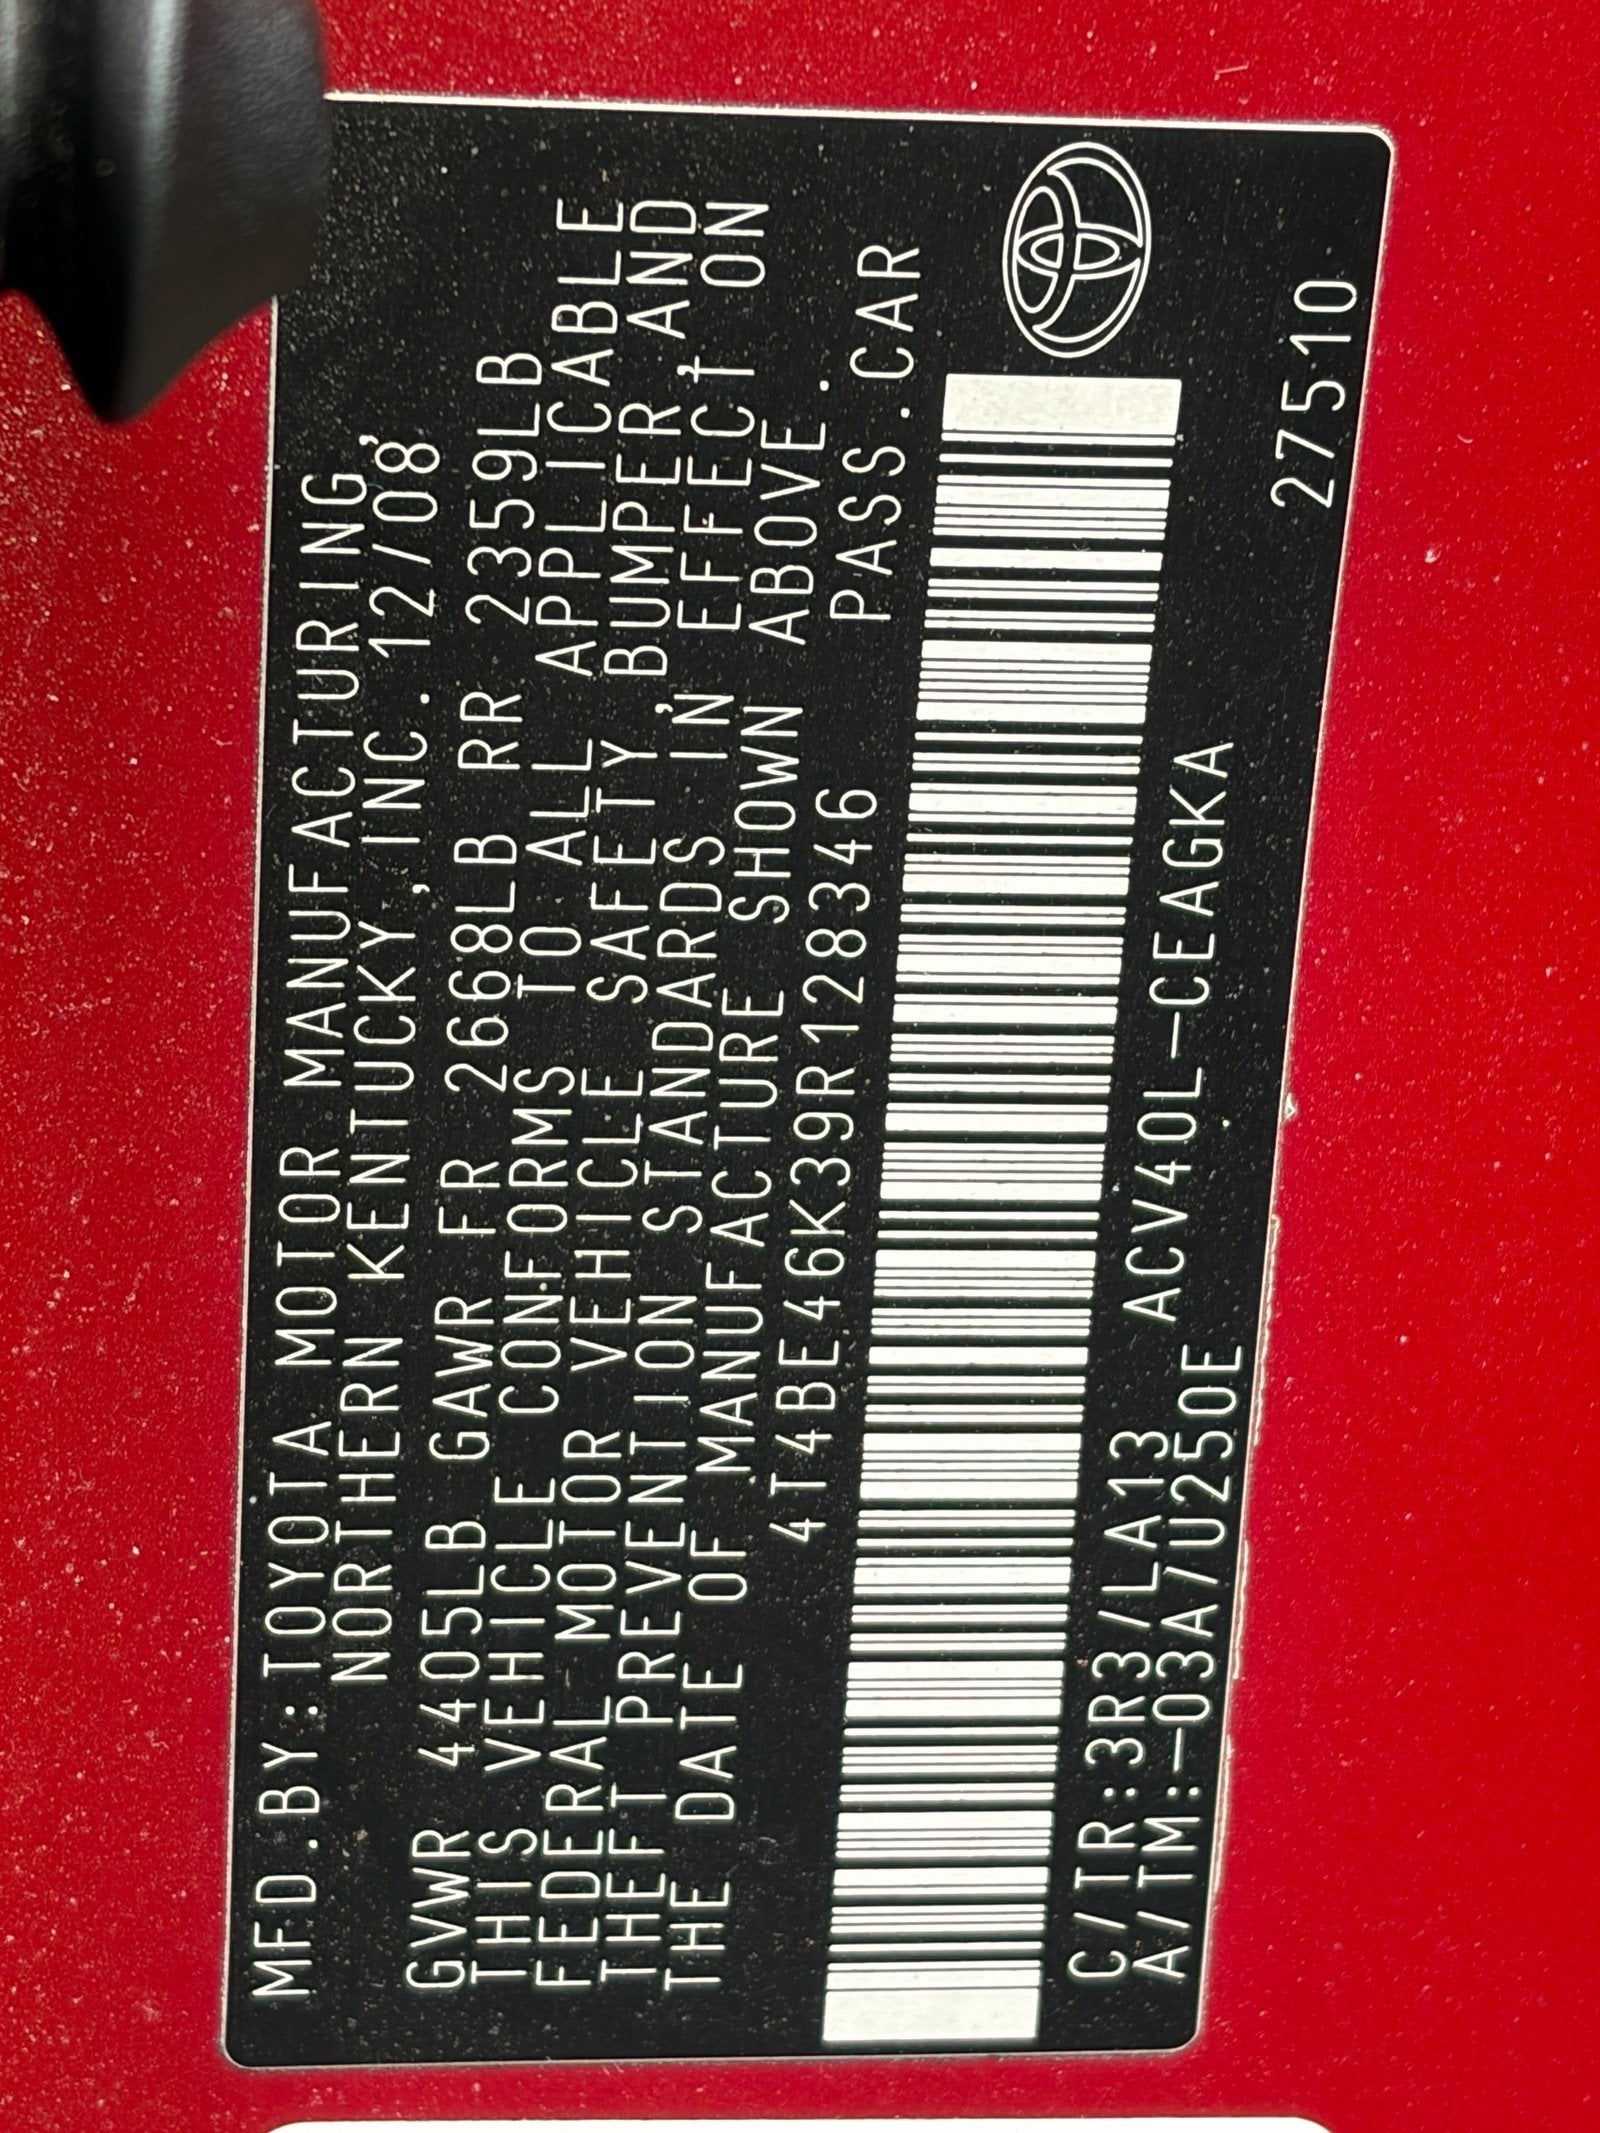 MFD.BY:TOYOTA MOTOR MANUFACTURING,
NORTHERN KENTUCKY,INC. 12/08
GVWR 4405LB GAWR FR 2668LB RR 2359LB
THIS VEHICLE CONFORMS TO ALL APPLICABLE
FEDERAL MOTOR VEHICLE SAFETY, BUMPER, AND
THEFT PREVENTION STANDARDS IN EFFECT ON
THE DATE OF MANUFACTURE SHOWN ABOVE.
4T4BE46K39R128346 PASS.CAR
C/TR:3R3/LA13 ACV40L-CEAGKA
A/TM:-03A/U250E
27510